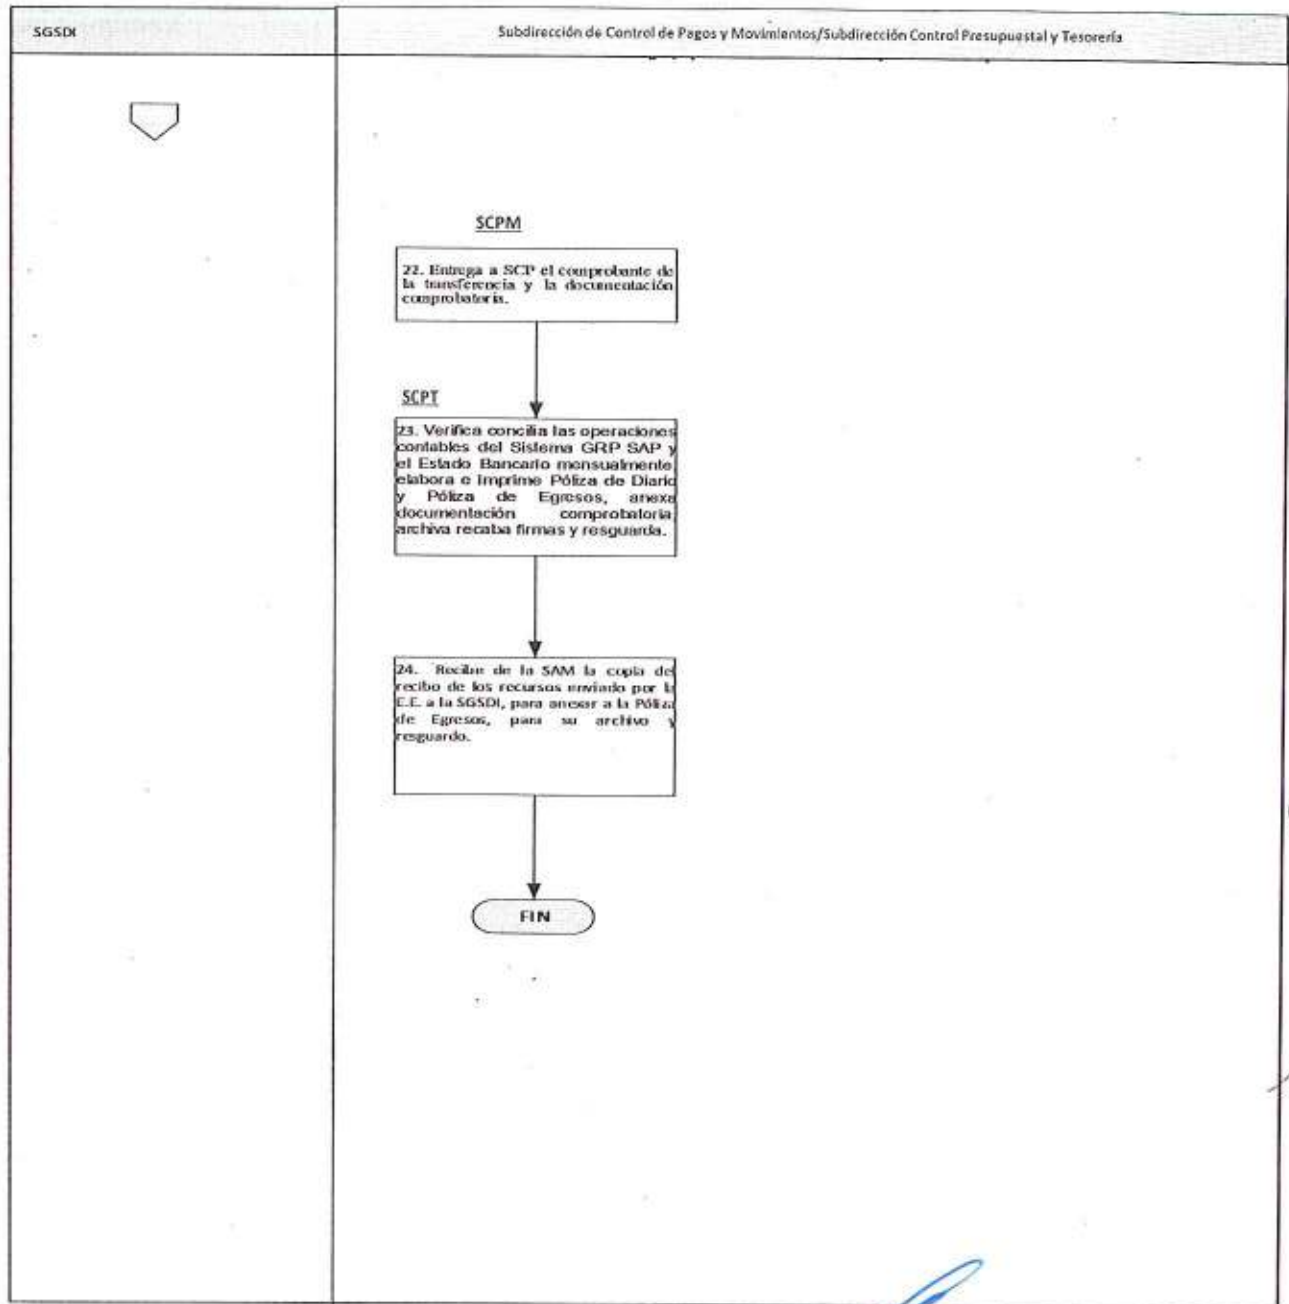 SGSDI
Subdirección de Control de Pagos y Movimientos/Subdirección Control Presupuestal y Tesorería
SCPM
22. Entrega a SCP el comprobante de
la transferencia y la documentación
comprobatoria.
SCPT
23. Verifica concilia las operaciones
contables del Sistema GRP SAP y
el Estado Bancario mensualmente,
elabora e Imprime Póliza de Diario
y Póliza de Egresos, anexa
documentación comprobatoria,
archiva recaba firmas y resguarda.
24. Recibe de la SAM la copia del
recibo de los recursos enviado por la
E.E. a la SGSDI, para anexar a la Póliza
de Egresos, para su archivo y
resguardo.
FIN